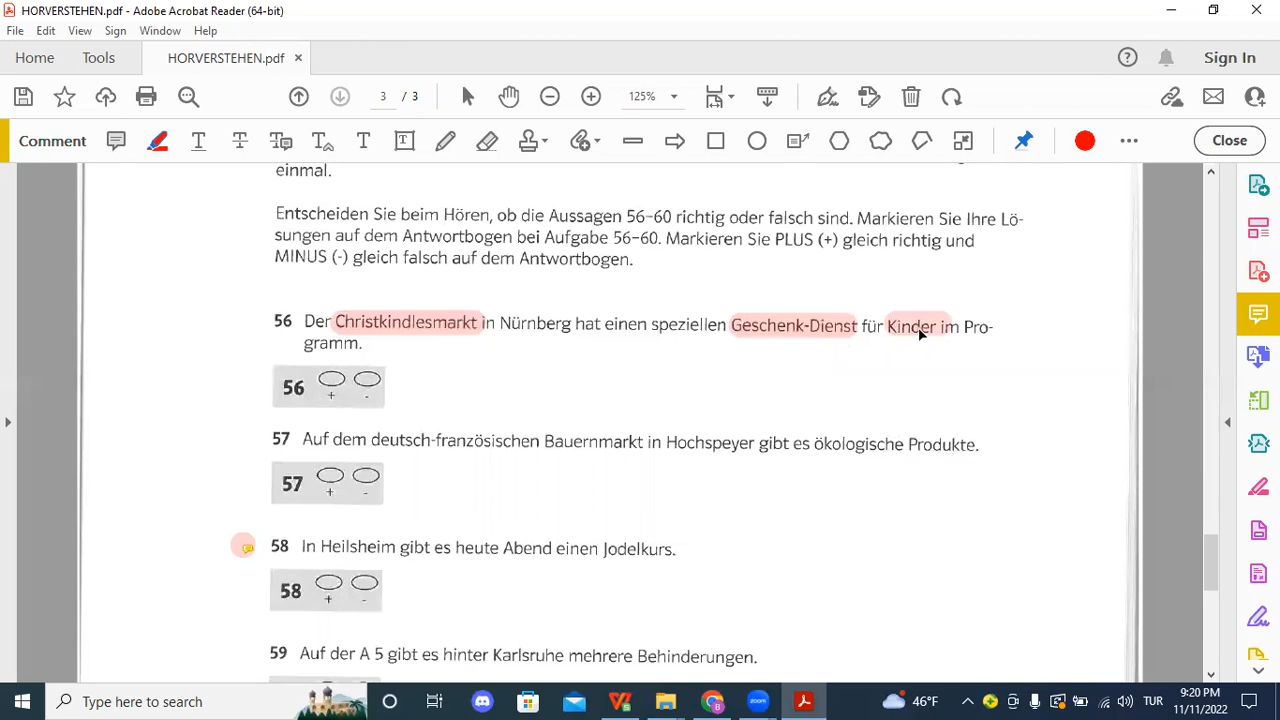 HORVERSTEHEN.pdf - Adobe Acrobat Reader (64-bit)
File Edit View Sign Window Help
Home Tools HORVERSTEHEN.pdf × Sign In
3 / 3 125%
Comment Close
einmal.
Entscheiden Sie beim Hören, ob die Aussagen 56–60 richtig oder falsch sind. Markieren Sie Ihre Lö-
sungen auf dem Antwortbogen bei Aufgabe 56–60. Markieren Sie PLUS (+) gleich richtig und
MINUS (-) gleich falsch auf dem Antwortbogen.
56 Der Christkindlesmarkt in Nürnberg hat einen speziellen Geschenk-Dienst für Kinder im Pro-
gramm.
56
+ -
57 Auf dem deutsch-französischen Bauernmarkt in Hochspeyer gibt es ökologische Produkte.
57
+ -
58 In Heilsheim gibt es heute Abend einen Jodelkurs.
58
+ -
59 Auf der A 5 gibt es hinter Karlsruhe mehrere Behinderungen.
Type here to search
46°F
TUR
9:20 PM
11/11/2022